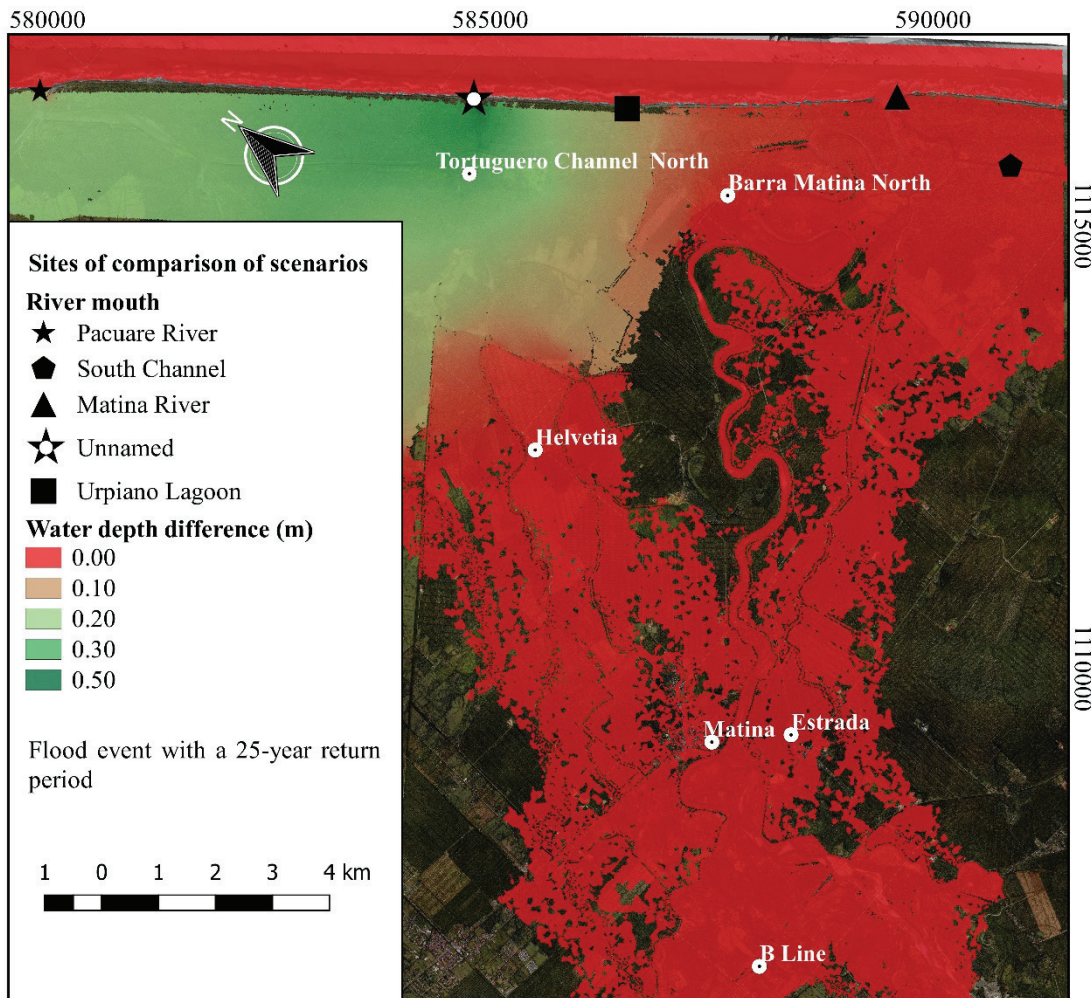 580000
585000
590000
N
Tortuguero Channel North
Barra Matina North
1115000
Sites of comparison of scenarios
River mouth
Pacuare River
South Channel
Matina River
Unnamed
Urpiano Lagoon
Water depth difference (m)
0.00
0.10
0.20
0.30
0.50
Helvetia
Flood event with a 25-year return
period
1110000
Matina
Estrada
1 0 1 2 3 4 km
B Line